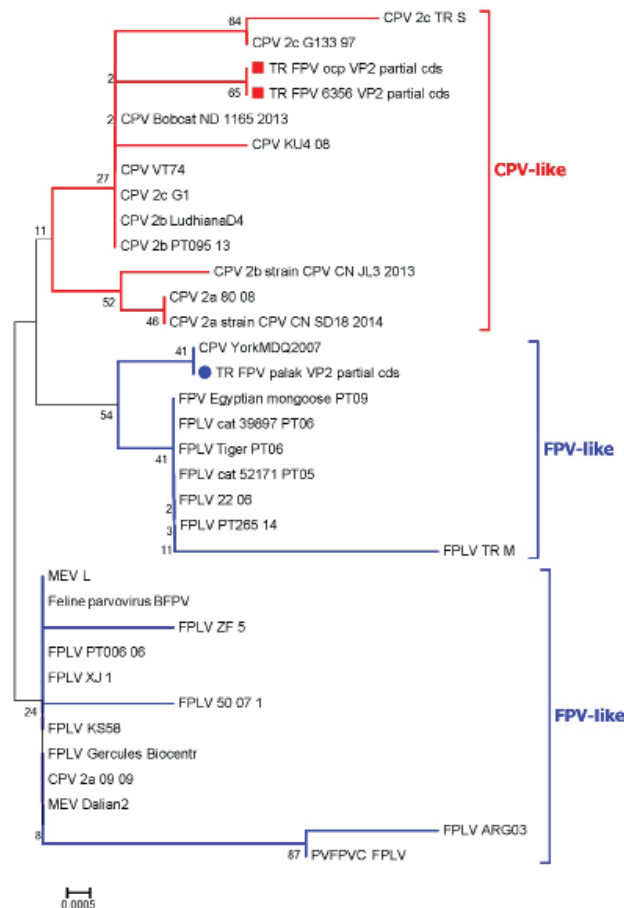 64
CPV 2c TR S
CPV 2c G133 97
TR FPV ocp VP2 partial cds
2
65
TR FPV 6356 VP2 partial cds
2
CPV Bobcat ND 1165 2013
CPV KU4 08
CPV-like
27
CPV VT74
CPV 2c G1
CPV 2b LudhianaD4
11
CPV 2b PT095 13
CPV 2b strain CPV CN JL3 2013
52
CPV 2a 80 08
46
CPV 2a strain CPV CN SD18 2014
41
CPV YorkMDQ2007
TR FPV palak VP2 partial cds
54
FPV Egyptian mongoose PT09
FPLV cat 39897 PT06
FPV-like
41
FPLV Tiger PT06
FPLV cat 52171 PT05
2
FPLV 22 06
3
FPLV PT265 14
11
FPLV TR M
MEV L
Feline parvovirus BFPV
FPLV ZF 5
FPLV PT006 06
FPLV XJ 1
24
FPLV 50 07 1
FPV-like
FPLV KS58
FPLV Gercules Biocentr
CPV 2a 09 09
MEV Dalian2
8
FPLV ARG03
87
PVFPVC FPLV
0.0005